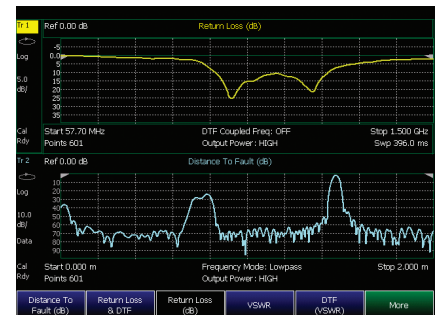 Tr 1 Ref 0.00 dB Return Loss (dB)
-5
0.0
Log
5
5.0
10
dB/
15
20
25
30
35
Cal Start 57.70 MHz DTF Coupled Freq: OFF Stop 1.500 GHz
Rdy Points 601 Output Power: HIGH Swp 396.0 ms
Tr 2 Ref 0.00 dB Distance To Fault (dB)
10
Log
20
30
40
10.0
50
dB/
60
70
Data
80
90
Cal Start 0.000 m Frequency Mode: Lowpass Stop 2.000 m
Rdy Points 601 Output Power: HIGH
Distance To Fault (dB)
Return Loss & DTF
Return Loss (dB)
VSWR
DTF (VSWR)
More